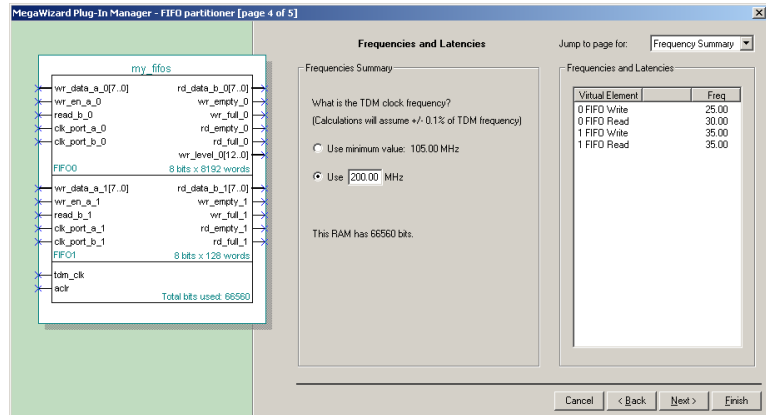 MegaWizard Plug-In Manager - FIFO partitioner [page 4 of 5]
Frequencies and Latencies
Jump to page for: Frequency Summary
my_fifos
wr_data_a_0[7..0] rd_data_b_0[7..0]
wr_en_a_0 wr_empty_0
read_b_0 wr_full_0
clk_port_a_0 rd_empty_0
clk_port_b_0 rd_full_0
wr_level_0[12..0]
FIFO0 8 bits x 8192 words
wr_data_a_1[7..0] rd_data_b_1[7..0]
wr_en_a_1 wr_empty_1
read_b_1 wr_full_1
clk_port_a_1 rd_empty_1
clk_port_b_1 rd_full_1
FIFO1 8 bits x 128 words
tdm_clk
aclr
Total bits used: 66560
Frequencies Summary
What is the TDM clock frequency?
(Calculations will assume +/- 0.1% of TDM frequency)
Use minimum value: 105.00 MHz
Use 200.00 MHz
This RAM has 66560 bits.
Frequencies and Latencies
Virtual Element Freq
0 FIFO Write 25.00
0 FIFO Read 30.00
1 FIFO Write 35.00
1 FIFO Read 35.00
Cancel < Back Next > Finish